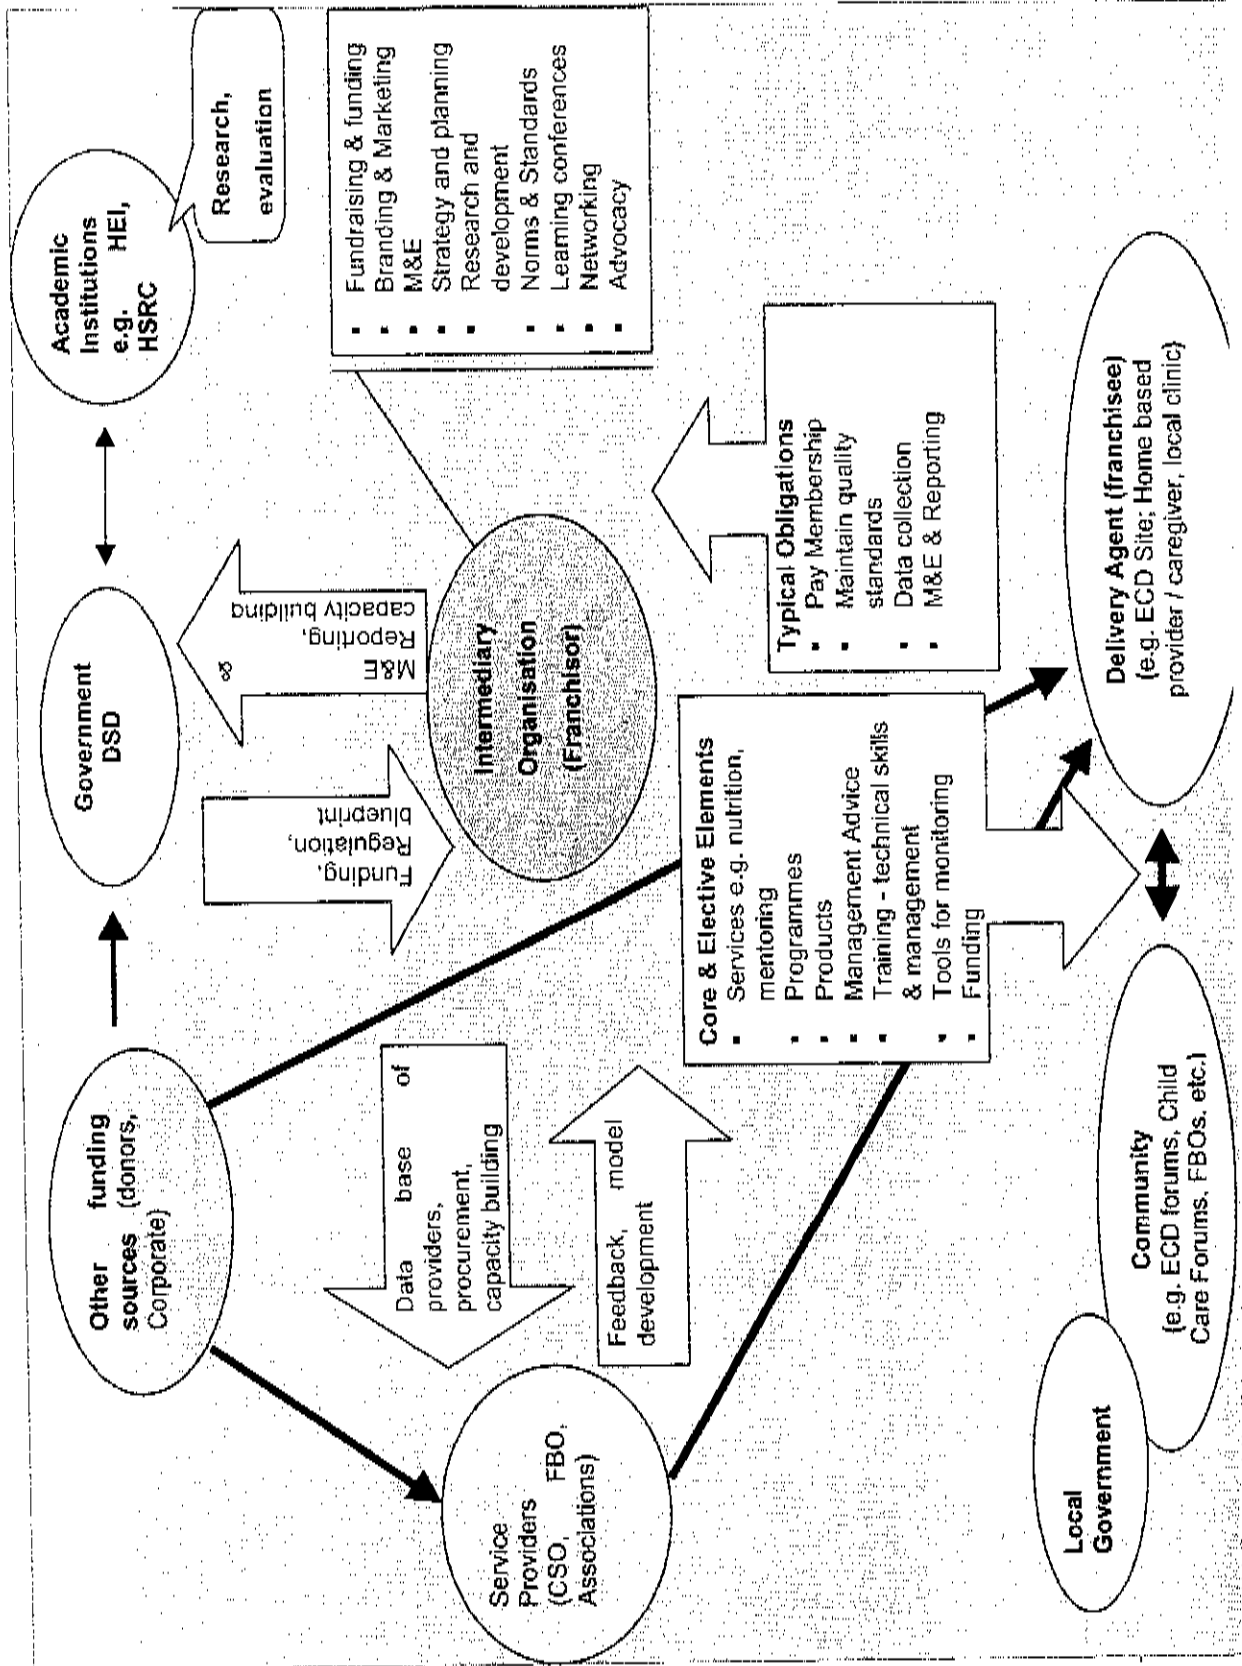 Other funding
sources (donors,
Corporate)
Government
DSD
Academic
Institutions
e.g. HEI,
HSRC
Research,
evaluation
Funding,
Regulation,
blueprint
M&E
Reporting, &
capacity building
Data base of
providers,
procurement,
capacity building
Feedback, model
development
Service
Providers
(CSO, FBO,
Associations)
Intermediary
Organisation
(Franchisor)
▪ Fundraising & funding
▪ Branding & Marketing
▪ M&E
▪ Strategy and planning
▪ Research and
development
▪ Norms & Standards
▪ Learning conferences
▪ Networking
▪ Advocacy
Core & Elective Elements
▪ Services e.g. nutrition,
mentoring
▪ Programmes
▪ Products
▪ Management Advice
▪ Training - technical skills
& management
▪ Tools for monitoring
▪ Funding
Typical Obligations
▪ Pay Membership
▪ Maintain quality
standards
▪ Data collection
▪ M&E & Reporting
Local
Government
Community
(e.g. ECD forums, Child
Care Forums, FBOs. etc.)
Delivery Agent (franchisee)
(e.g. ECD Site; Home based
provider / caregiver, local clinic)